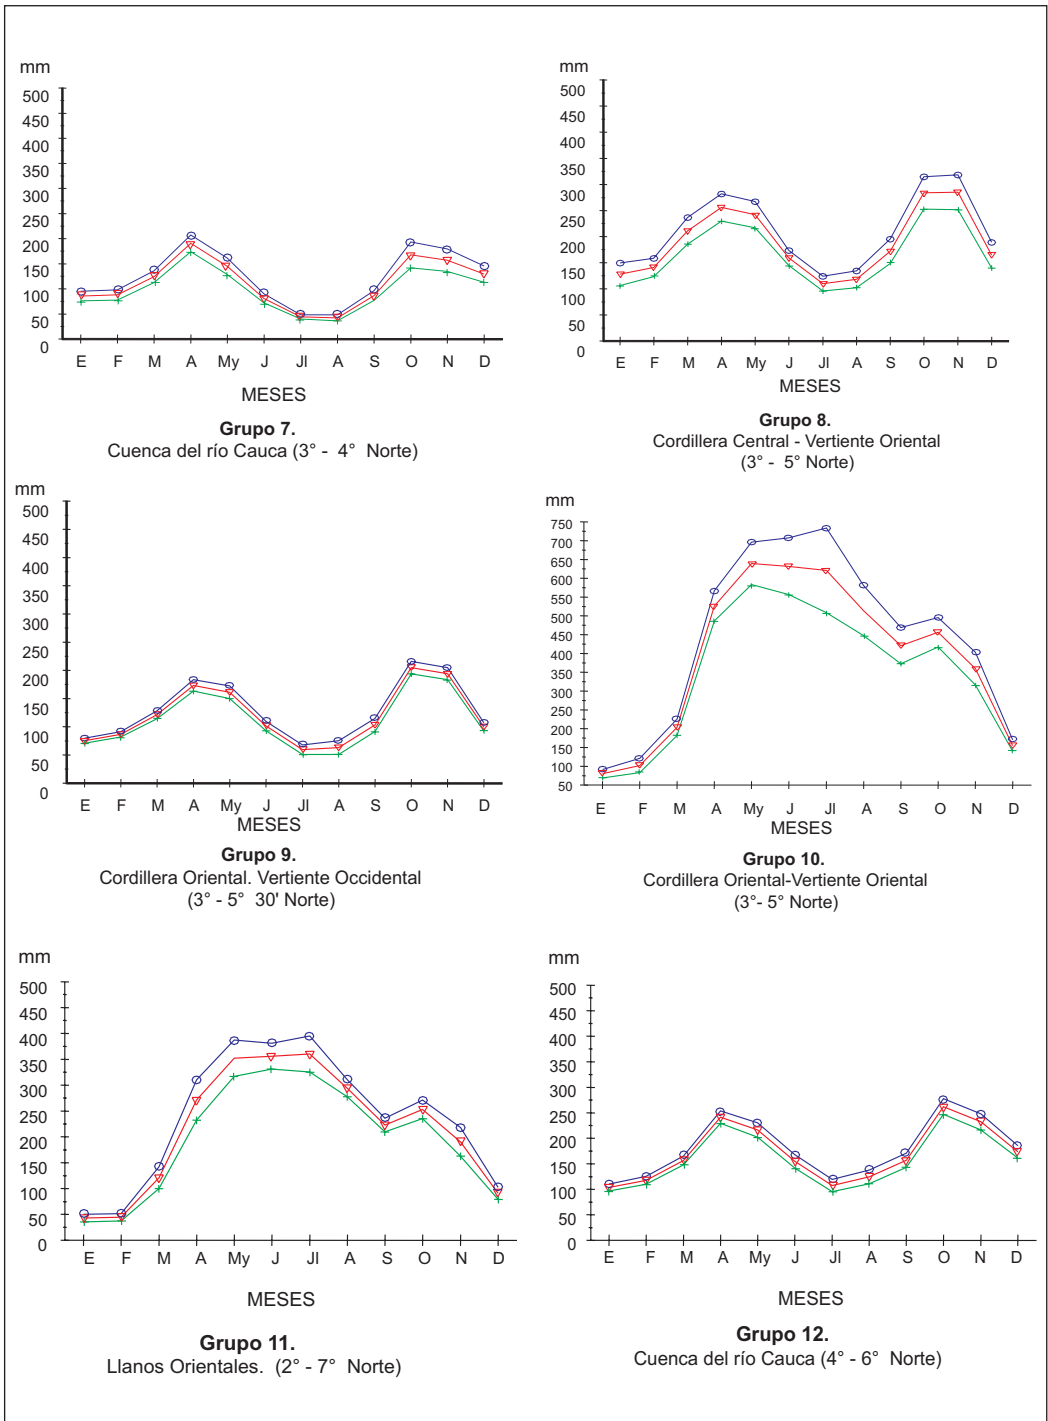 mm
500
450
400
350
300
250
200
150
100
50
0
E F M A My J Jl A S O N D
MESES
Grupo 7.
Cuenca del río Cauca (3° - 4° Norte)
mm
500
450
400
350
300
250
200
150
100
50
0
E F M A My J Jl A S O N D
MESES
Grupo 8.
Cordillera Central - Vertiente Oriental
(3° - 5° Norte)
mm
500
450
400
350
300
250
200
150
100
50
0
E F M A My J Jl A S O N D
MESES
Grupo 9.
Cordillera Oriental. Vertiente Occidental
(3° - 5° 30' Norte)
mm
750
700
650
600
550
500
450
400
350
300
250
200
150
100
50
E F M A My J Jl A S O N D
MESES
Grupo 10.
Cordillera Oriental-Vertiente Oriental
(3°- 5° Norte)
mm
500
450
400
350
300
250
200
150
100
50
0
E F M A My J Jl A S O N D
MESES
Grupo 11.
Llanos Orientales. (2° - 7° Norte)
mm
500
450
400
350
300
250
200
150
100
50
0
E F M A My J Jl A S O N D
MESES
Grupo 12.
Cuenca del río Cauca (4° - 6° Norte)